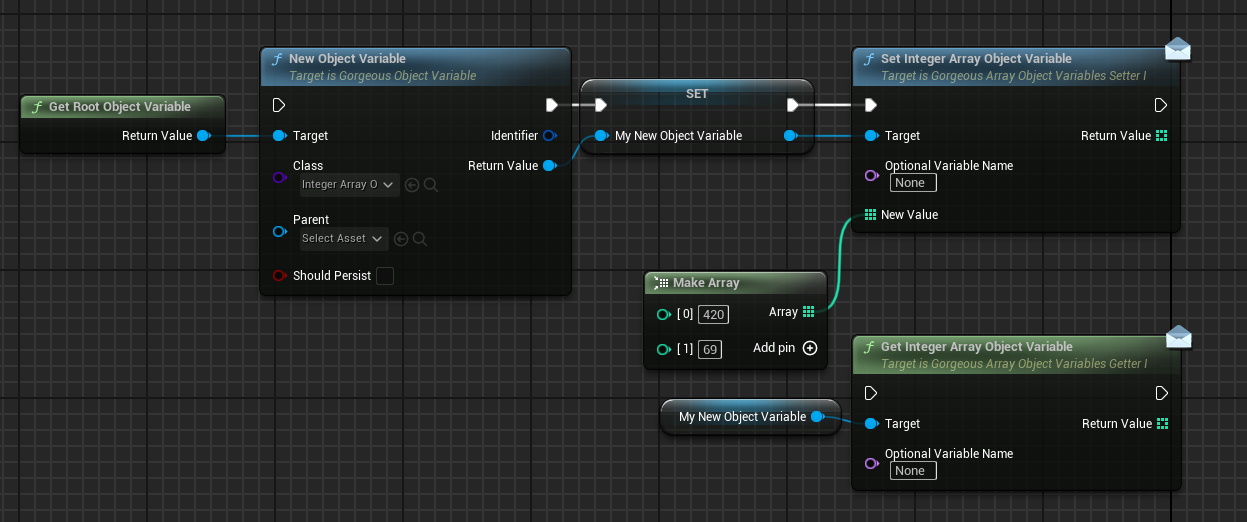 Get Root Object Variable
Return Value
New Object Variable
Target is Gorgeous Object Variable
Target
Identifier
Class
Return Value
Integer Array O
Parent
Select Asset
Should Persist
SET
My New Object Variable
Set Integer Array Object Variable
Target is Gorgeous Array Object Variables Setter I
Target
Return Value
Optional Variable Name
None
New Value
Make Array
[0] 420
Array
[1] 69
Add pin
My New Object Variable
Get Integer Array Object Variable
Target is Gorgeous Array Object Variables Getter I
Target
Return Value
Optional Variable Name
None